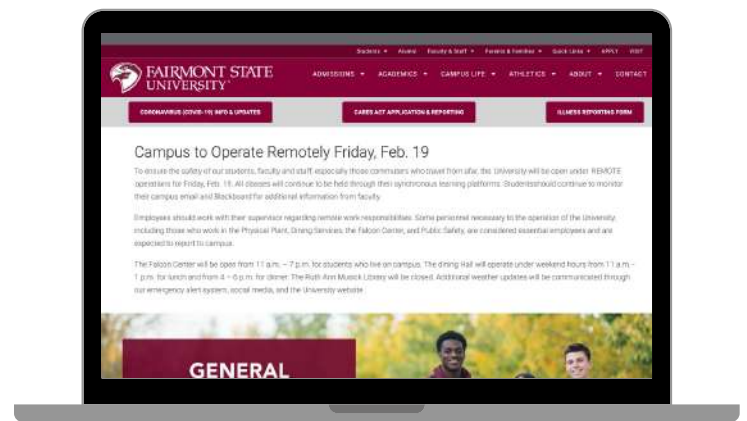 Students Alumni Faculty & Staff Parents & Families Quick Links APPLY VISIT
FAIRMONT STATE
UNIVERSITY
ADMISSIONS ACADEMICS CAMPUS LIFE ATHLETICS ABOUT CONTACT
CORONAVIRUS (COVID-19) INFO & UPDATES
CARES ACT APPLICATION & REPORTING
ILLNESS REPORTING FORM
Campus to Operate Remotely Friday, Feb. 19
To ensure the safety of our students, faculty and staff, especially those commuters who travel from afar, the University will be open under REMOTE
operations for Friday, Feb. 19. All classes will continue to be held through their synchronous learning platforms. Studentsshould continue to monitor
their campus email and Blackboard for additional information from faculty.
Employees should work with their supervisor regarding remote work responsibilities. Some personnel necessary to the operation of the University,
including those who work in the Physical Plant, Dining Services, the Falcon Center, and Public Safety, are considered essential employees and are
expected to report to campus.
The Falcon Center will be open from 11 a.m. – 7 p.m. for students who live on campus. The dining Hall will operate under weekend hours from 11 a.m –
1 p.m. for lunch and from 4 – 6 p.m. for dinner. The Ruth Ann Musick Library will be closed. Additional weather updates will be communicated through
our emergency alert system, social media, and the University website.
GENERAL